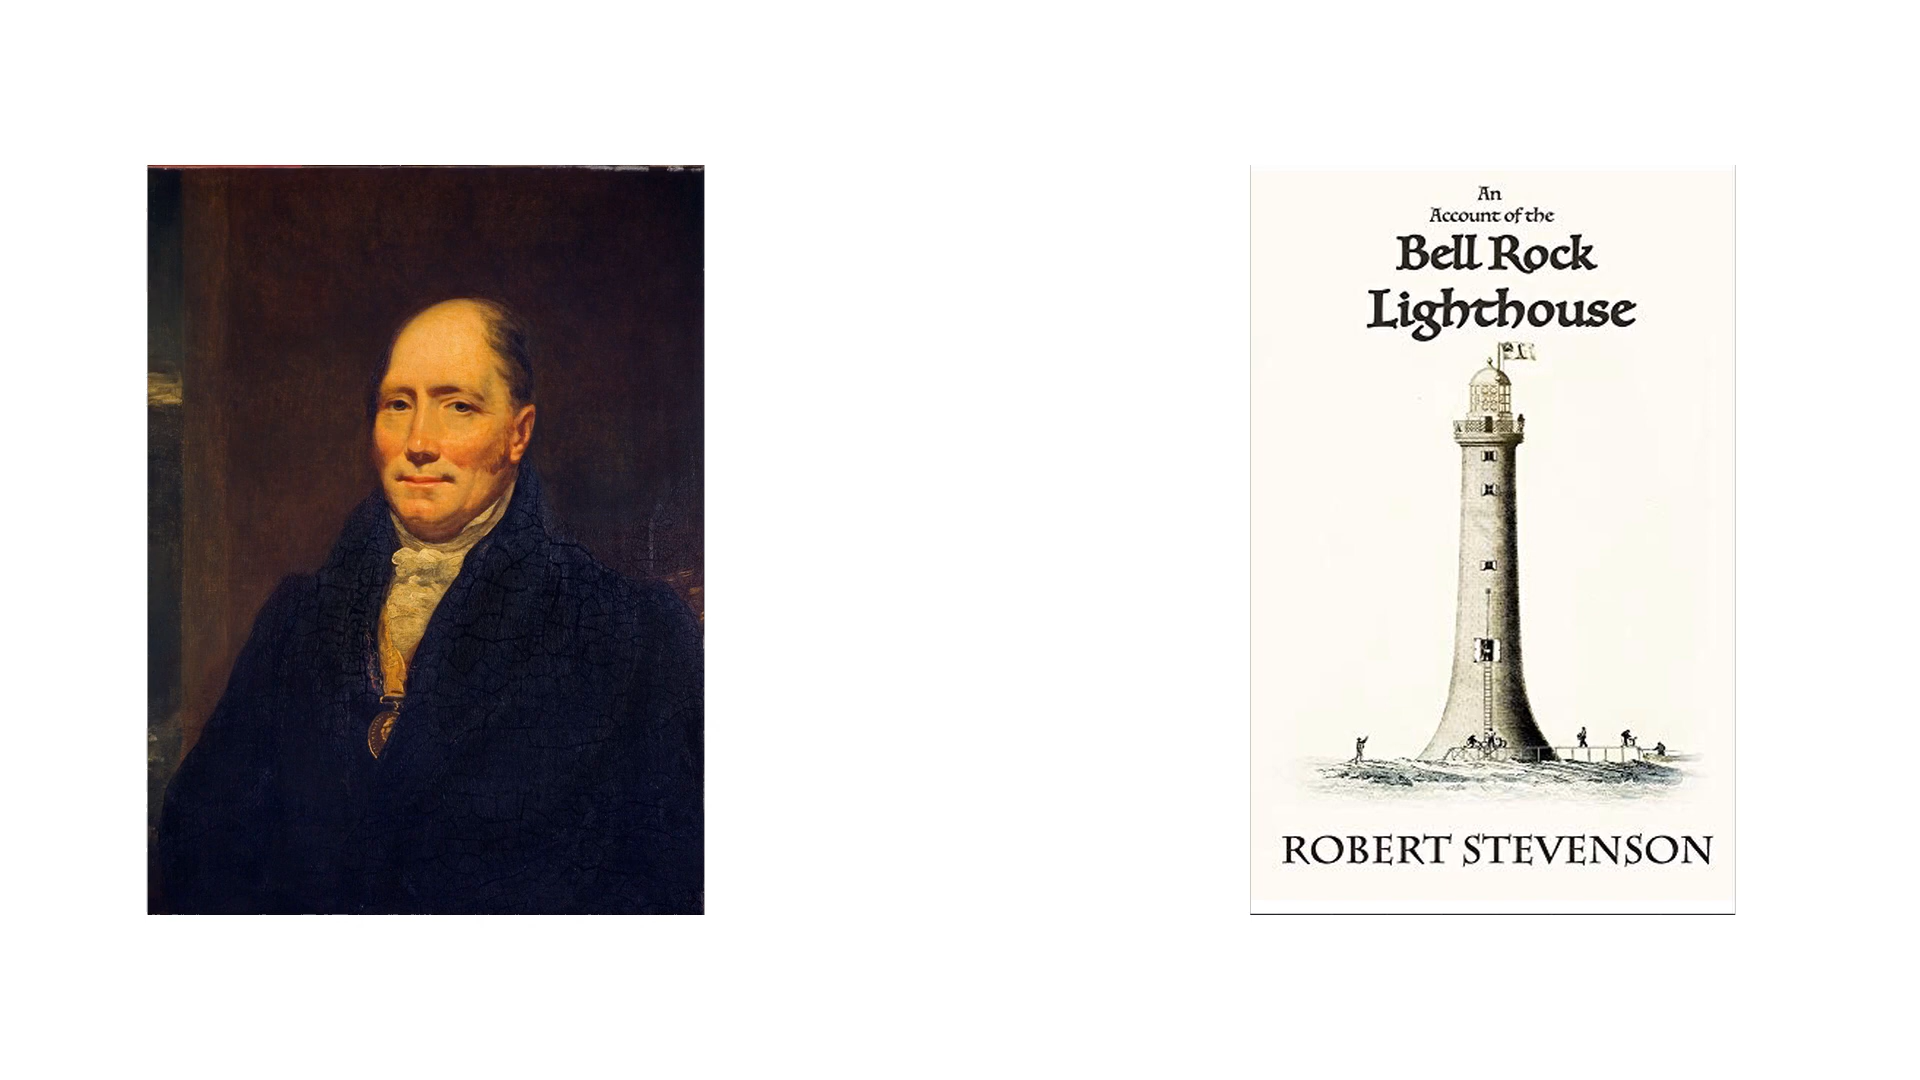 An
Account of the
Bell Rock
Lighthouse
ROBERT STEVENSON